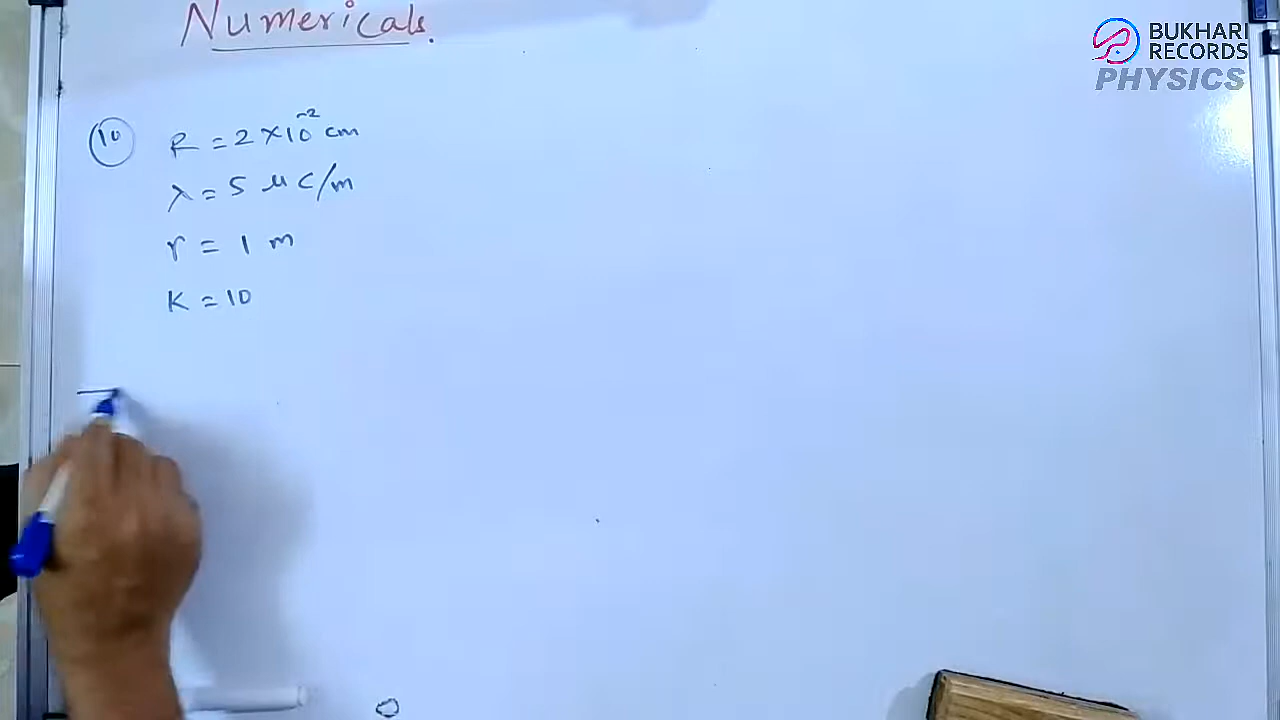 Numericals.
BUKHARI
RECORDS
PHYSICS
10 R = 2 × 10⁻² cm
λ = 5 μC/m
r = 1 m
K = 10